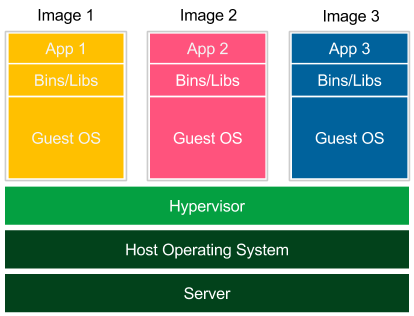 Image 1
Image 2
Image 3
App 1
App 2
App 3
Bins/Libs
Bins/Libs
Bins/Libs
Guest OS
Guest OS
Guest OS
Hypervisor
Host Operating System
Server